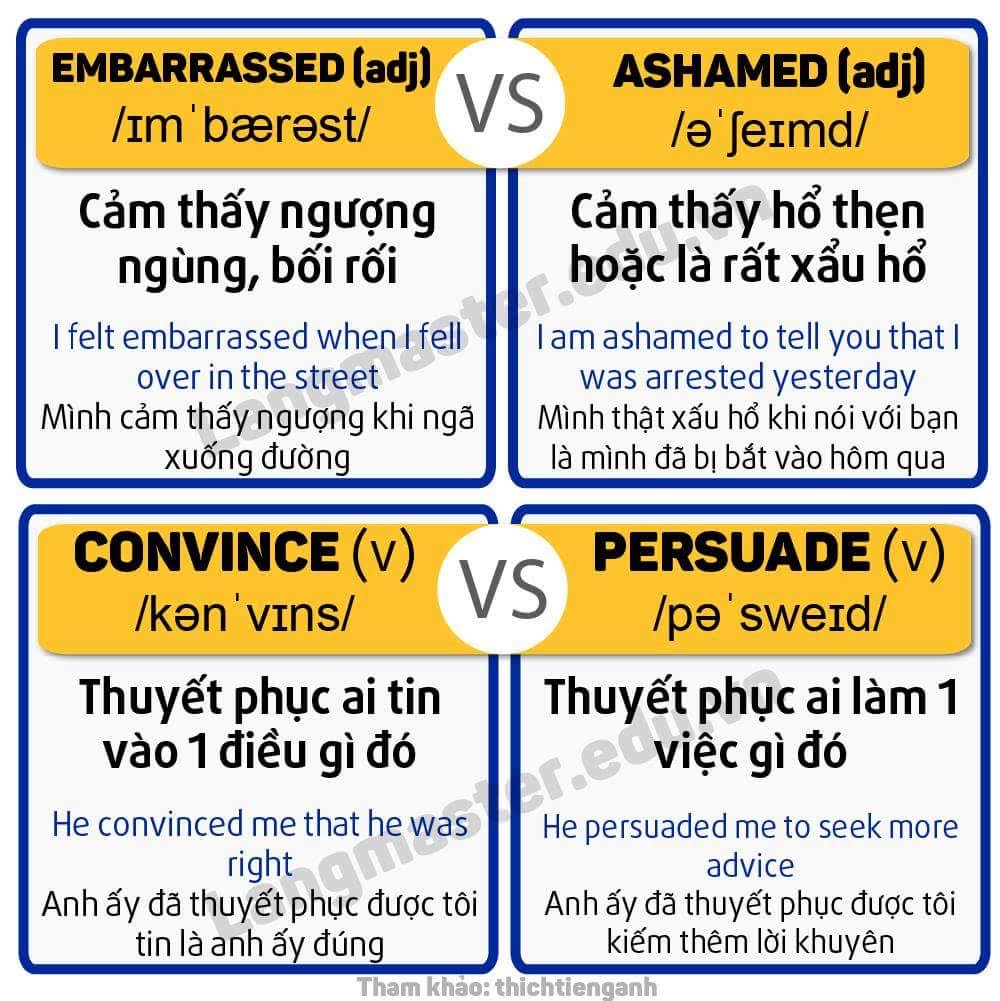 EMBARRASSED (adj)
/ɪmˈbærəst/
Cảm thấy ngượng
ngùng, bối rối
I felt embarrassed when I fell
over in the street
Mình cảm thấy ngượng khi ngã
xuống đường
VS
ASHAMED (adj)
/əˈʃeɪmd/
Cảm thấy hổ thẹn
hoặc là rất xẩu hổ
I am ashamed to tell you that I
was arrested yesterday
Mình thật xấu hổ khi nói với bạn
là mình đã bị bắt vào hôm qua
Langmaster.edu.vn
CONVINCE (v)
/kənˈvɪns/
Thuyết phục ai tin
vào 1 điều gì đó
He convinced me that he was
right
Anh ấy đã thuyết phục được tôi
tin là anh ấy đúng
VS
PERSUADE (v)
/pəˈsweɪd/
Thuyết phục ai làm 1
việc gì đó
He persuaded me to seek more
advice
Anh ấy đã thuyết phục được tôi
kiếm thêm lời khuyên
Langmaster.edu.vn
Tham khảo: thichtienganh